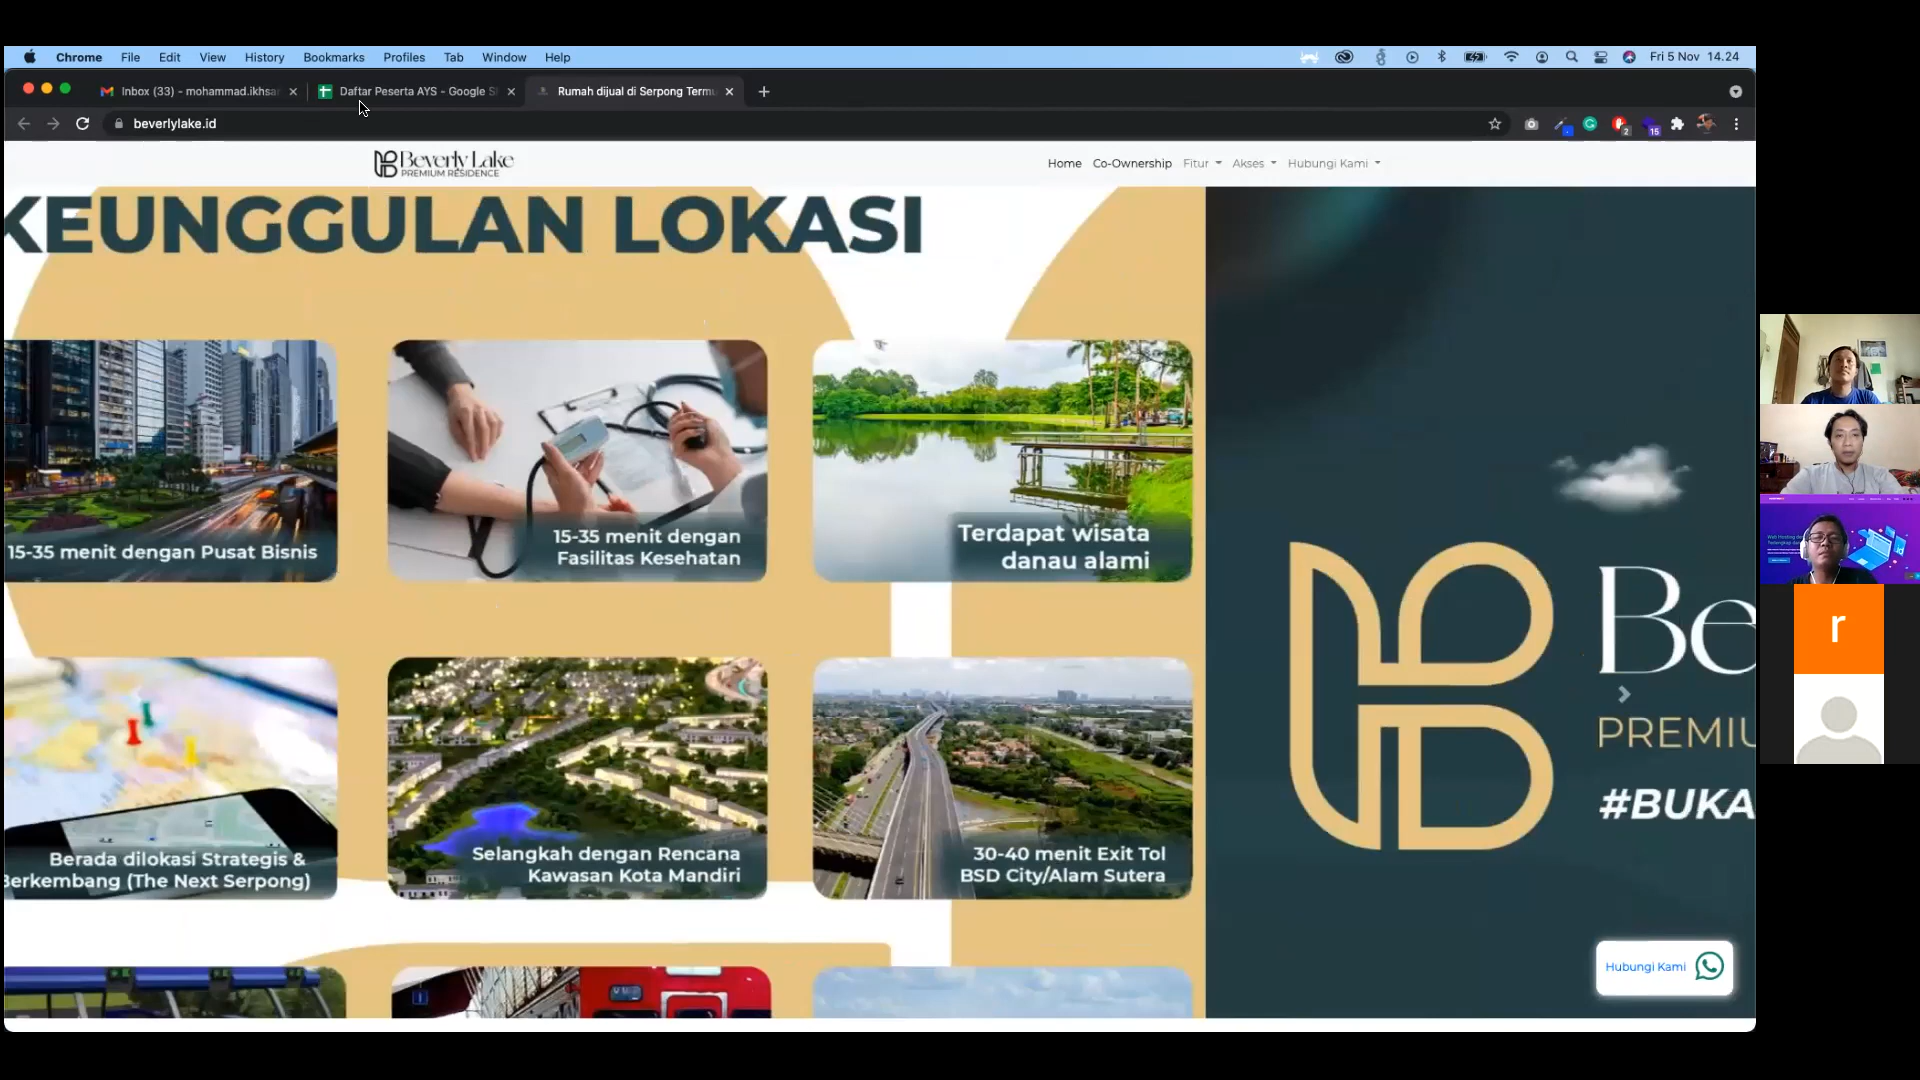 Chrome File Edit View History Bookmarks Profiles Tab Window Help
Fri 5 Nov 14.24
Inbox (33) - mohammad.ikhsa
Daftar Peserta AYS - Google S
Rumah dijual di Serpong Termu
beverlylake.id
2
15
Beverly Lake
PREMIUM RESIDENCE
Home Co-Ownership Fitur Akses Hubungi Kami
KEUNGGULAN LOKASI
15-35 menit dengan Pusat Bisnis
15-35 menit dengan
Fasilitas Kesehatan
Terdapat wisata
danau alami
Berada dilokasi Strategis &
Berkembang (The Next Serpong)
Selangkah dengan Rencana
Kawasan Kota Mandiri
30-40 menit Exit Tol
BSD City/Alam Sutera
Be
PREMIU
#BUKA
Hubungi Kami
r